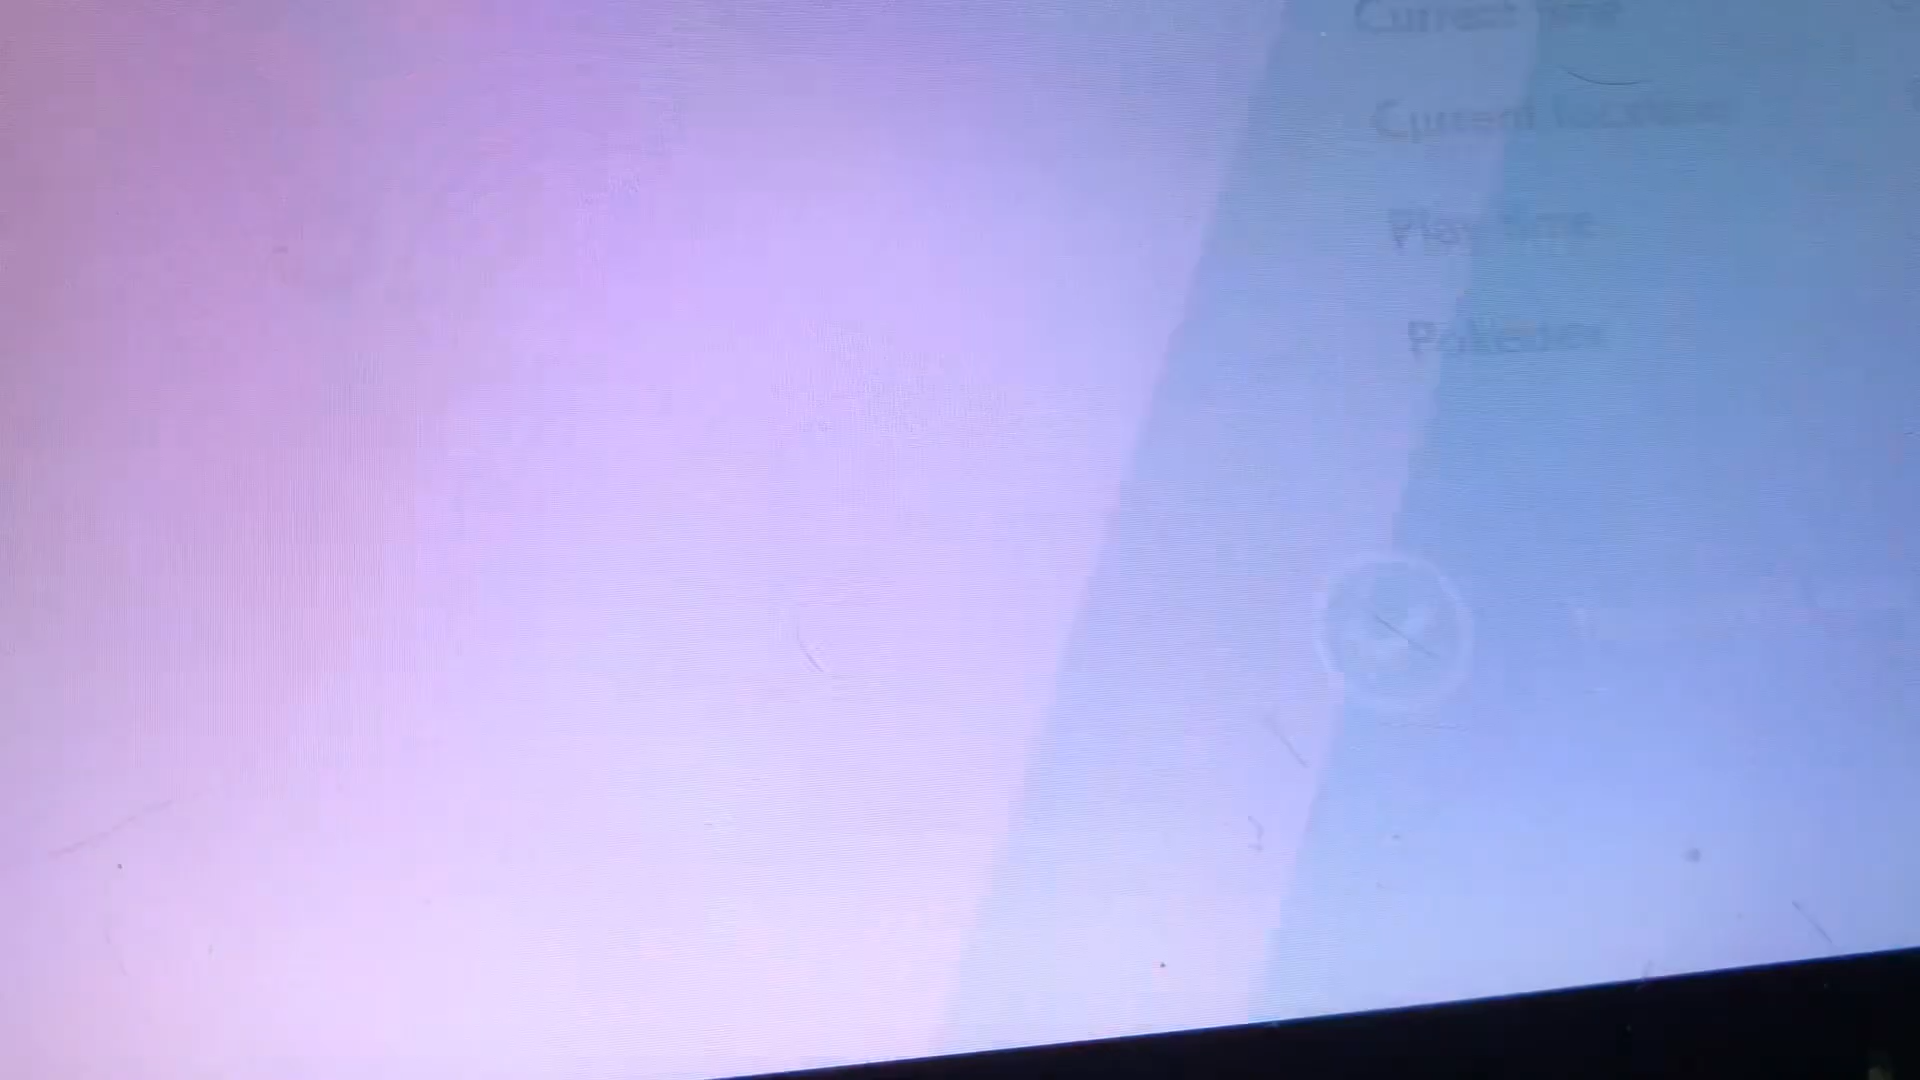 Current time
Current location
Play time
Pokédex